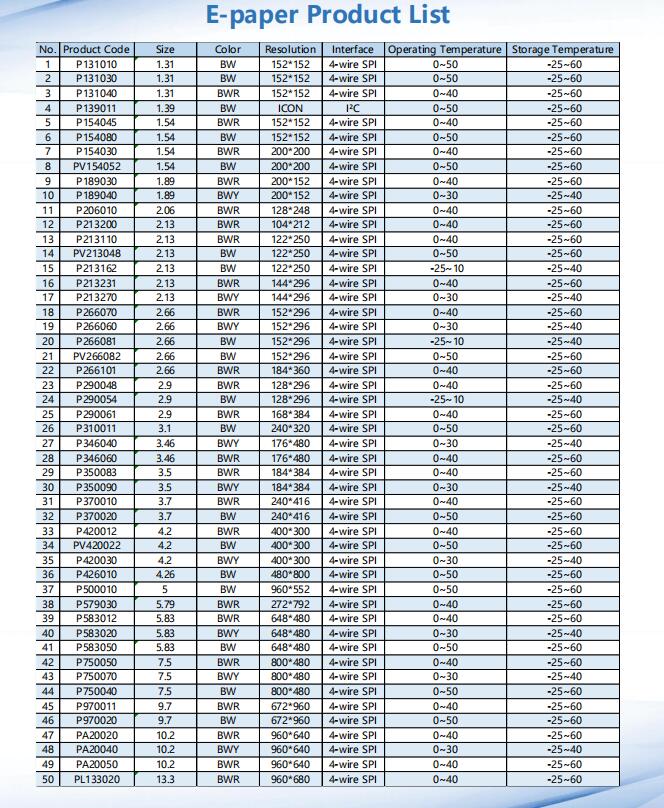 E-paper Product List
No. Product Code Size Color Resolution Interface Operating Temperature Storage Temperature
1 P131010 1.31 BW 152*152 4-wire SPI 0~50 -25~60
2 P131030 1.31 BW 152*152 4-wire SPI 0~50 -25~60
3 P131040 1.31 BWR 152*152 4-wire SPI 0~40 -25~60
4 P139011 1.39 BW ICON I²C 0~50 -25~60
5 P154045 1.54 BWR 152*152 4-wire SPI 0~40 -25~60
6 P154080 1.54 BW 152*152 4-wire SPI 0~50 -25~60
7 P154030 1.54 BWR 200*200 4-wire SPI 0~40 -25~60
8 PV154052 1.54 BW 200*200 4-wire SPI 0~50 -25~60
9 P189030 1.89 BWR 200*152 4-wire SPI 0~40 -25~60
10 P189040 1.89 BWY 200*152 4-wire SPI 0~30 -25~40
11 P206010 2.06 BWR 128*248 4-wire SPI 0~40 -25~60
12 P213200 2.13 BWR 104*212 4-wire SPI 0~40 -25~60
13 P213110 2.13 BWR 122*250 4-wire SPI 0~40 -25~60
14 PV213048 2.13 BW 122*250 4-wire SPI 0~50 -25~60
15 P213162 2.13 BW 122*250 4-wire SPI -25~10 -25~40
16 P213231 2.13 BWR 144*296 4-wire SPI 0~40 -25~60
17 P213270 2.13 BWY 144*296 4-wire SPI 0~30 -25~40
18 P266070 2.66 BWR 152*296 4-wire SPI 0~40 -25~60
19 P266060 2.66 BWY 152*296 4-wire SPI 0~30 -25~40
20 P266081 2.66 BW 152*296 4-wire SPI -25~10 -25~40
21 PV266082 2.66 BW 152*296 4-wire SPI 0~50 -25~60
22 P266101 2.66 BWR 184*360 4-wire SPI 0~40 -25~60
23 P290048 2.9 BWR 128*296 4-wire SPI 0~40 -25~60
24 P290054 2.9 BW 128*296 4-wire SPI -25~10 -25~40
25 P290061 2.9 BWR 168*384 4-wire SPI 0~40 -25~60
26 P310011 3.1 BW 240*320 4-wire SPI 0~50 -25~60
27 P346040 3.46 BWY 176*480 4-wire SPI 0~30 -25~40
28 P346060 3.46 BWR 176*480 4-wire SPI 0~40 -25~60
29 P350083 3.5 BWR 184*384 4-wire SPI 0~40 -25~60
30 P350090 3.5 BWY 184*384 4-wire SPI 0~30 -25~40
31 P370010 3.7 BWR 240*416 4-wire SPI 0~40 -25~60
32 P370020 3.7 BW 240*416 4-wire SPI 0~50 -25~60
33 P420012 4.2 BWR 400*300 4-wire SPI 0~40 -25~60
34 PV420022 4.2 BW 400*300 4-wire SPI 0~50 -25~60
35 P420030 4.2 BWY 400*300 4-wire SPI 0~30 -25~40
36 P426010 4.26 BW 480*800 4-wire SPI 0~50 -25~60
37 P500010 5 BW 960*552 4-wire SPI 0~50 -25~60
38 P579030 5.79 BWR 272*792 4-wire SPI 0~40 -25~60
39 P583012 5.83 BWR 648*480 4-wire SPI 0~40 -25~60
40 P583020 5.83 BWY 648*480 4-wire SPI 0~30 -25~40
41 P583050 5.83 BW 648*480 4-wire SPI 0~50 -25~60
42 P750050 7.5 BWR 800*480 4-wire SPI 0~40 -25~60
43 P750070 7.5 BWY 800*480 4-wire SPI 0~30 -25~40
44 P750040 7.5 BW 800*480 4-wire SPI 0~50 -25~60
45 P970011 9.7 BWR 672*960 4-wire SPI 0~40 -25~60
46 P970020 9.7 BW 672*960 4-wire SPI 0~50 -25~60
47 PA20020 10.2 BWR 960*640 4-wire SPI 0~40 -25~60
48 PA20040 10.2 BWY 960*640 4-wire SPI 0~30 -25~40
49 PA20050 10.2 BWR 960*640 4-wire SPI 0~40 -25~60
50 PL133020 13.3 BWR 960*680 4-wire SPI 0~40 -25~60